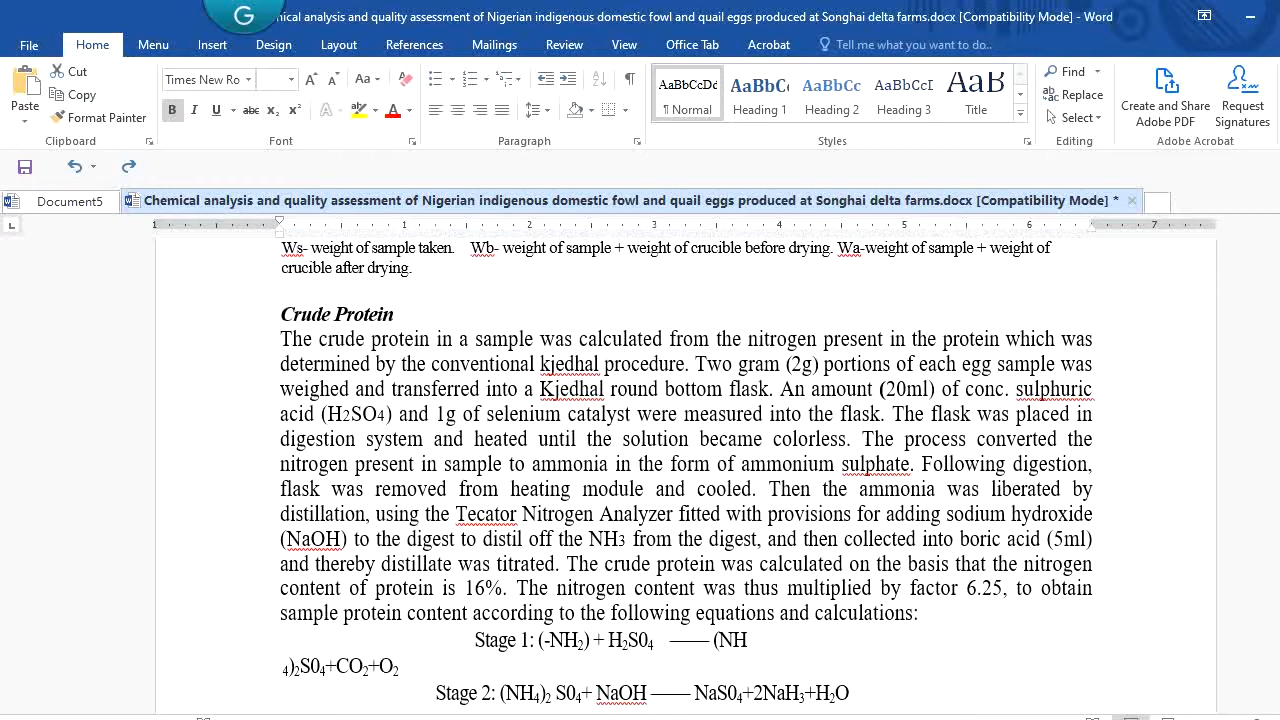 nical analysis and quality assessment of Nigerian indigenous domestic fowl and quail eggs produced at Songhai delta farms.docx [Compatibility Mode] - Word
File Home Menu Insert Design Layout References Mailings Review View Office Tab Acrobat Tell me what you want to do..
Paste Cut Copy Format Painter
Times New Ro
Aa
B I U abc x₂ x² A ab A
AaBbCcDd AaBbC AaBbCc AaBbCcI AaB
¶ Normal Heading 1 Heading 2 Heading 3 Title
Find Replace Select
Create and Share Adobe PDF
Request Signatures
Clipboard Font Paragraph Styles Editing Adobe Acrobat
Document5 Chemical analysis and quality assessment of Nigerian indigenous domestic fowl and quail eggs produced at Songhai delta farms.docx [Compatibility Mode] *
1 1 2 3 4 5 6 7
Ws- weight of sample taken. Wb- weight of sample + weight of crucible before drying. Wa-weight of sample + weight of
crucible after drying.
Crude Protein
The crude protein in a sample was calculated from the nitrogen present in the protein which was
determined by the conventional kjedhal procedure. Two gram (2g) portions of each egg sample was
weighed and transferred into a Kjedhal round bottom flask. An amount (20ml) of conc. sulphuric
acid (H2SO4) and 1g of selenium catalyst were measured into the flask. The flask was placed in
digestion system and heated until the solution became colorless. The process converted the
nitrogen present in sample to ammonia in the form of ammonium sulphate. Following digestion,
flask was removed from heating module and cooled. Then the ammonia was liberated by
distillation, using the Tecator Nitrogen Analyzer fitted with provisions for adding sodium hydroxide
(NaOH) to the digest to distil off the NH3 from the digest, and then collected into boric acid (5ml)
and thereby distillate was titrated. The crude protein was calculated on the basis that the nitrogen
content of protein is 16%. The nitrogen content was thus multiplied by factor 6.25, to obtain
sample protein content according to the following equations and calculations:
Stage 1: (-NH₂) + H₂S0₄ —— (NH
₄)₂S0₄+CO₂+O₂
Stage 2: (NH₄)₂ S0₄+ NaOH —— NaS0₄+2NaH₃+H₂O